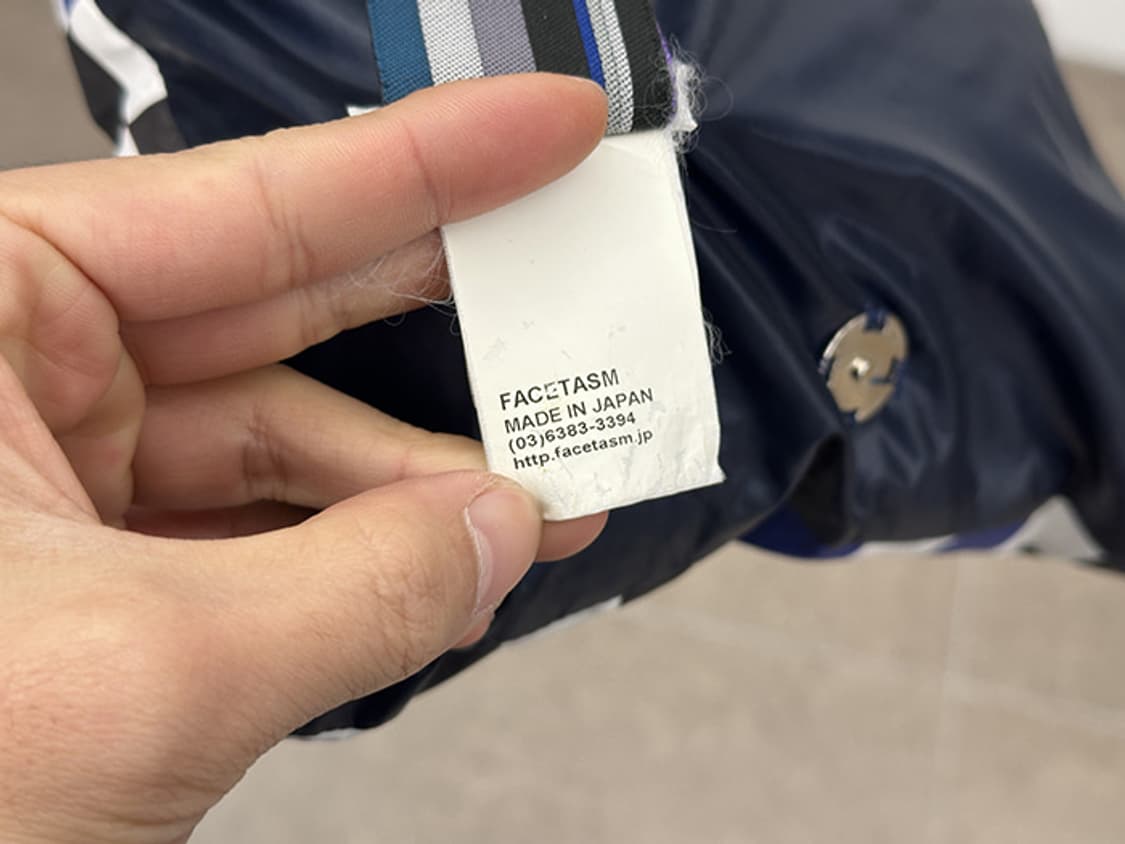 FACETASM
MADE IN JAPAN
(03)6383-3394
http.facetasm.jp